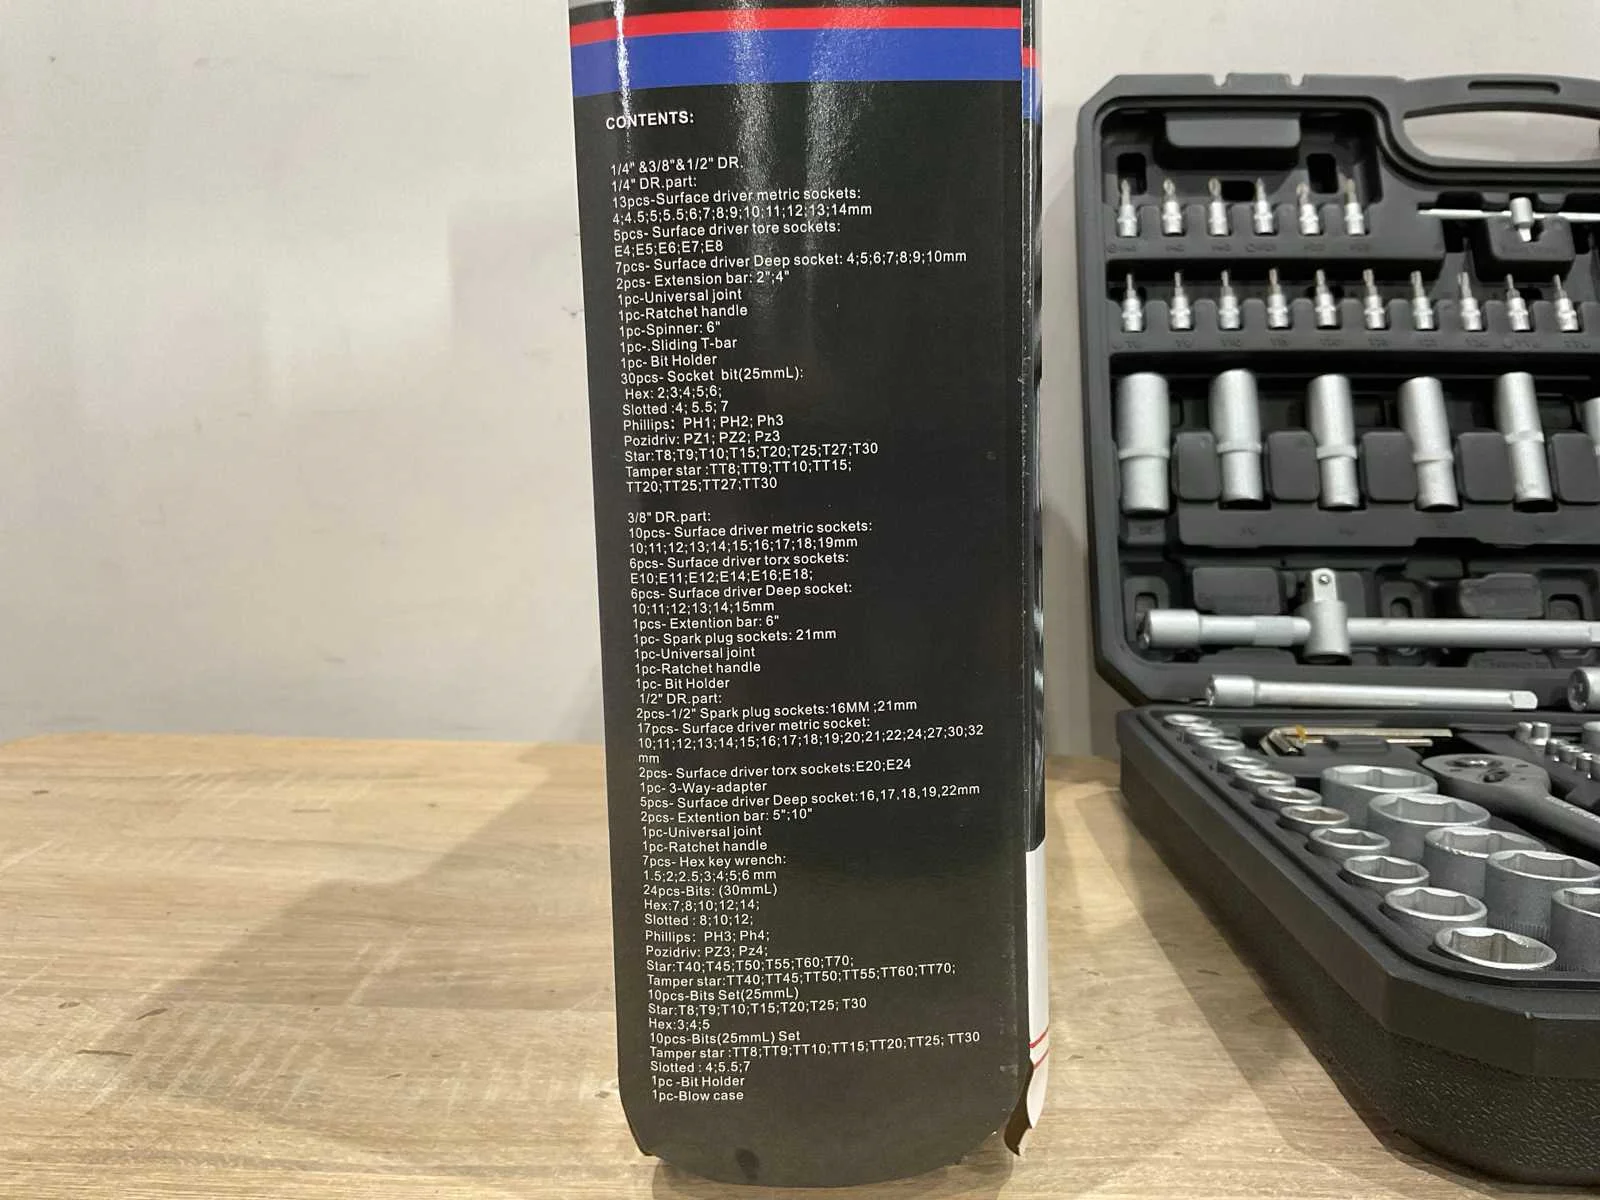 CONTENTS:
1/4" &3/8"&1/2" DR.
1/4" DR.part:
13pcs-Surface driver metric sockets:
4;4.5;5;5.5;6;7;8;9;10;11;12;13;14mm
5pcs- Surface driver tore sockets:
E4;E5;E6;E7;E8
7pcs- Surface driver Deep socket: 4;5;6;7;8;9;10mm
2pcs- Extension bar: 2";4"
1pc-Universal joint
1pc-Ratchet handle
1pc-Spinner: 6"
1pc-.Sliding T-bar
1pc- Bit Holder
30pcs- Socket bit(25mmL):
Hex: 2;3;4;5;6;
Slotted :4; 5.5; 7
Phillips: PH1; PH2; Ph3
Pozidriv: PZ1; PZ2; Pz3
Star:T8;T9;T10;T15;T20;T25;T27;T30
Tamper star :TT8;TT9;TT10;TT15;
TT20;TT25;TT27;TT30
3/8" DR.part:
10pcs- Surface driver metric sockets:
10;11;12;13;14;15;16;17;18;19mm
6pcs- Surface driver torx sockets:
E10;E11;E12;E14;E16;E18;
6pcs- Surface driver Deep socket:
10;11;12;13;14;15mm
1pcs- Extention bar: 6"
1pc- Spark plug sockets: 21mm
1pc-Universal joint
1pc-Ratchet handle
1pc- Bit Holder
1/2" DR.part:
2pcs-1/2" Spark plug sockets:16MM ;21mm
17pcs- Surface driver metric socket:
10;11;12;13;14;15;16;17;18;19;20;21;22;24;27;30;32
mm
2pcs- Surface driver torx sockets:E20;E24
1pc- 3-Way-adapter
5pcs- Surface driver Deep socket:16,17,18,19,22mm
2pcs- Extention bar: 5";10"
1pc-Universal joint
1pc-Ratchet handle
7pcs- Hex key wrench:
1.5;2;2.5;3;4;5;6 mm
24pcs-Bits: (30mmL)
Hex:7;8;10;12;14;
Slotted : 8;10;12;
Phillips: PH3; Ph4;
Pozidriv: PZ3; Pz4;
Star:T40;T45;T50;T55;T60;T70;
Tamper star:TT40;TT45;TT50;TT55;TT60;TT70;
10pcs-Bits Set(25mmL)
Star:T8;T9;T10;T15;T20;T25; T30
Hex:3;4;5
10pcs-Bits(25mmL) Set
Tamper star :TT8;TT9;TT10;TT15;TT20;TT25; TT30
Slotted : 4;5.5;7
1pc -Bit Holder
1pc-Blow case